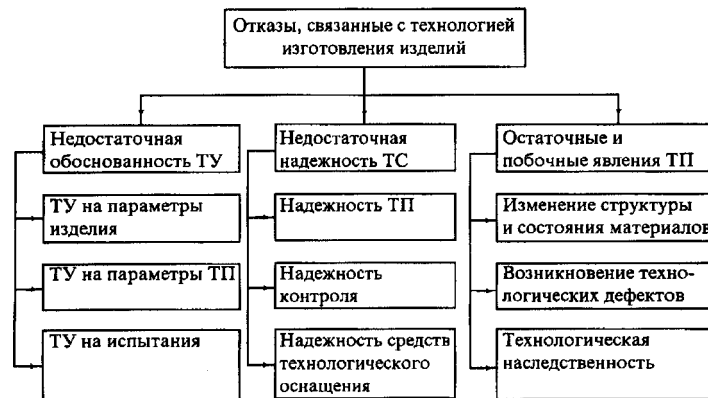 Отказы, связанные с технологией
изготовления изделий
Недостаточная
обоснованность ТУ
ТУ на параметры
изделия
ТУ на параметры ТП
ТУ на испытания
Недостаточная
надежность ТС
Надежность ТП
Надежность
контроля
Надежность средств
технологического
оснащения
Остаточные и
побочные явления ТП
Изменение структуры
и состояния материалов
Возникновение техно-
логических дефектов
Технологическая
наследственность